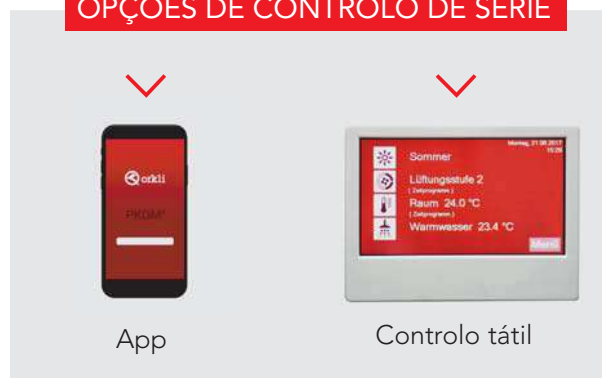 OPÇÕES DE CONTROLO DE SÉRIE
orkli
PKOM⁴
Montag, 21.08.2017
15:25
Sommer
Lüftungsstufe 2
( Zeitprogramm )
Raum 24.0 °C
( Zeitprogramm )
Warmwasser 23.4 °C
Menü
App
Controlo tátil